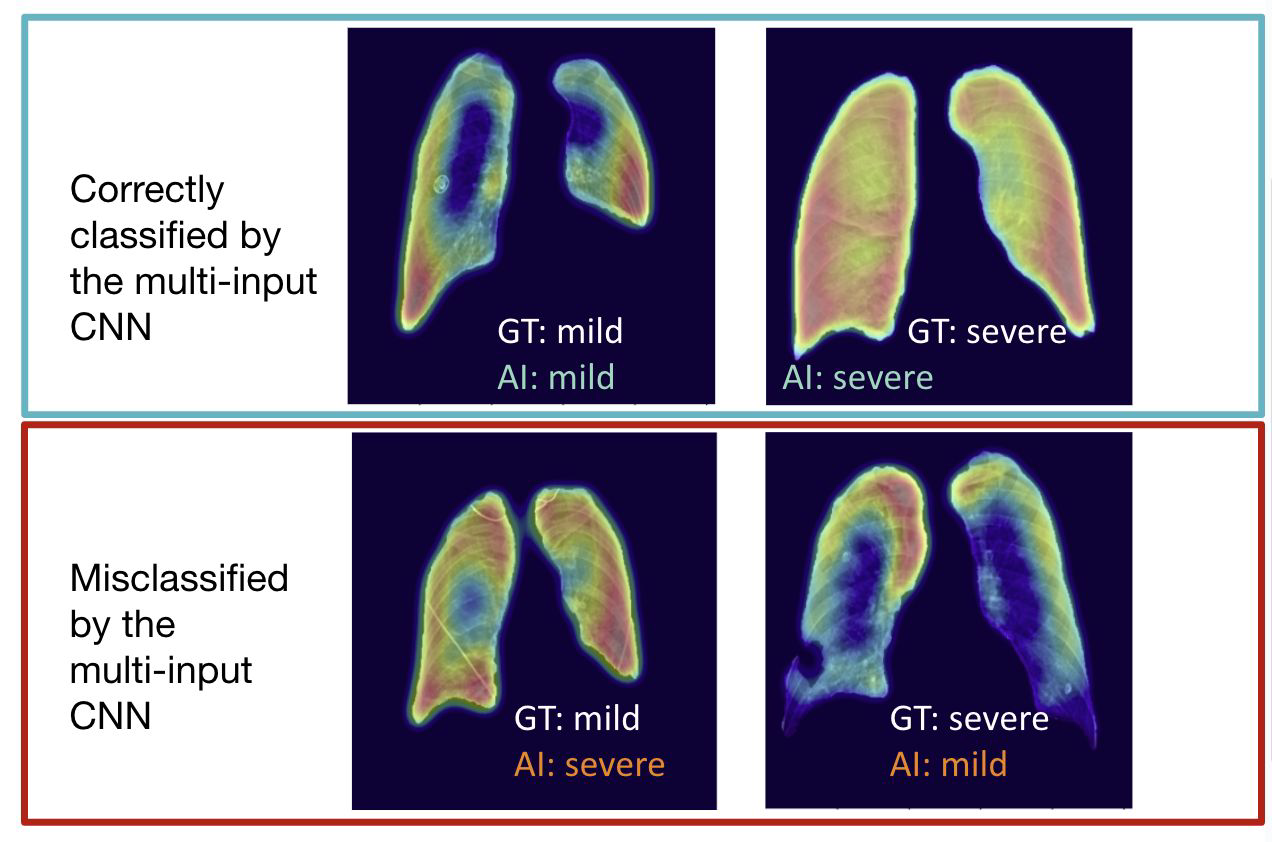 Correctly
classified by
the multi-input
CNN
GT: mild
AI: mild
GT: severe
AI: severe
Misclassified
by the
multi-input
CNN
GT: mild
AI: severe
GT: severe
AI: mild